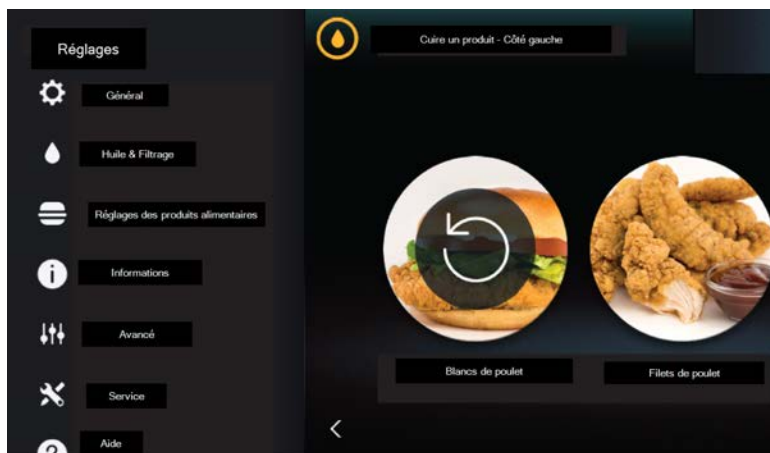 Réglages
Général
Huile & Filtrage
Réglages des produits alimentaires
Informations
Avancé
Service
Aide
Cuire un produit - Côté gauche
Blancs de poulet
Filets de poulet